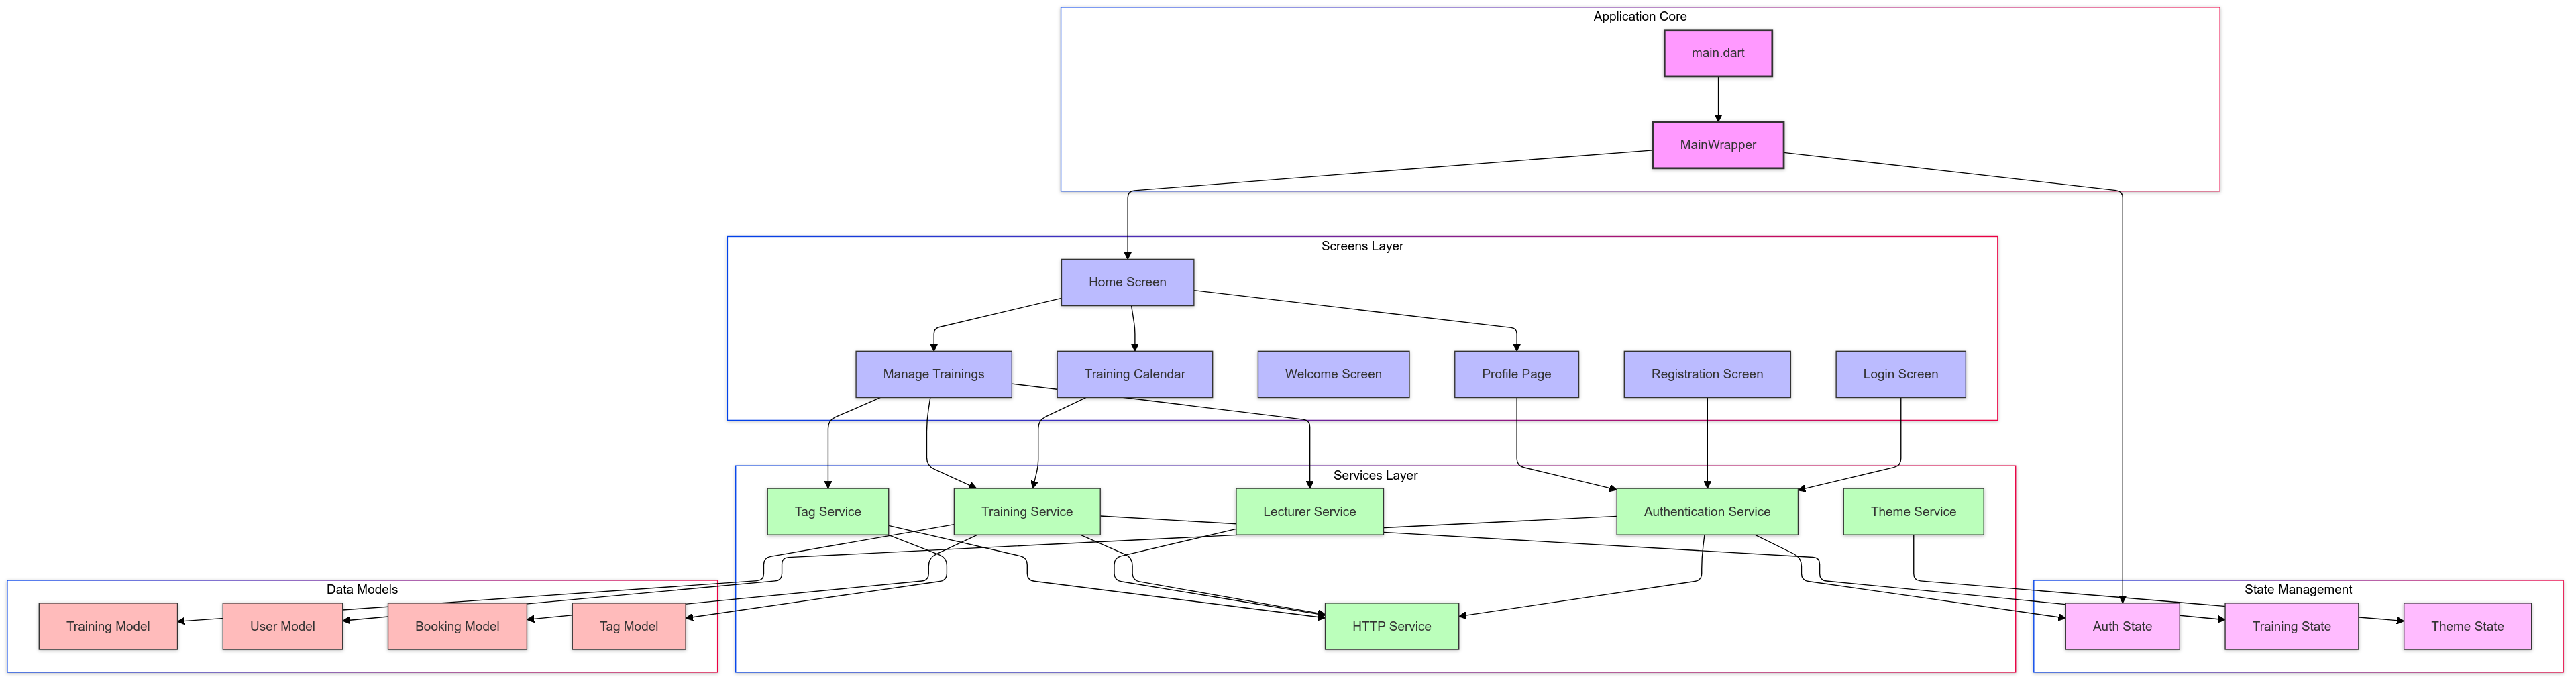 Application Core
main.dart
MainWrapper
Screens Layer
Home Screen
Manage Trainings
Training Calendar
Welcome Screen
Profile Page
Registration Screen
Login Screen
Services Layer
Tag Service
Training Service
Lecturer Service
Authentication Service
Theme Service
HTTP Service
Data Models
Training Model
User Model
Booking Model
Tag Model
State Management
Auth State
Training State
Theme State